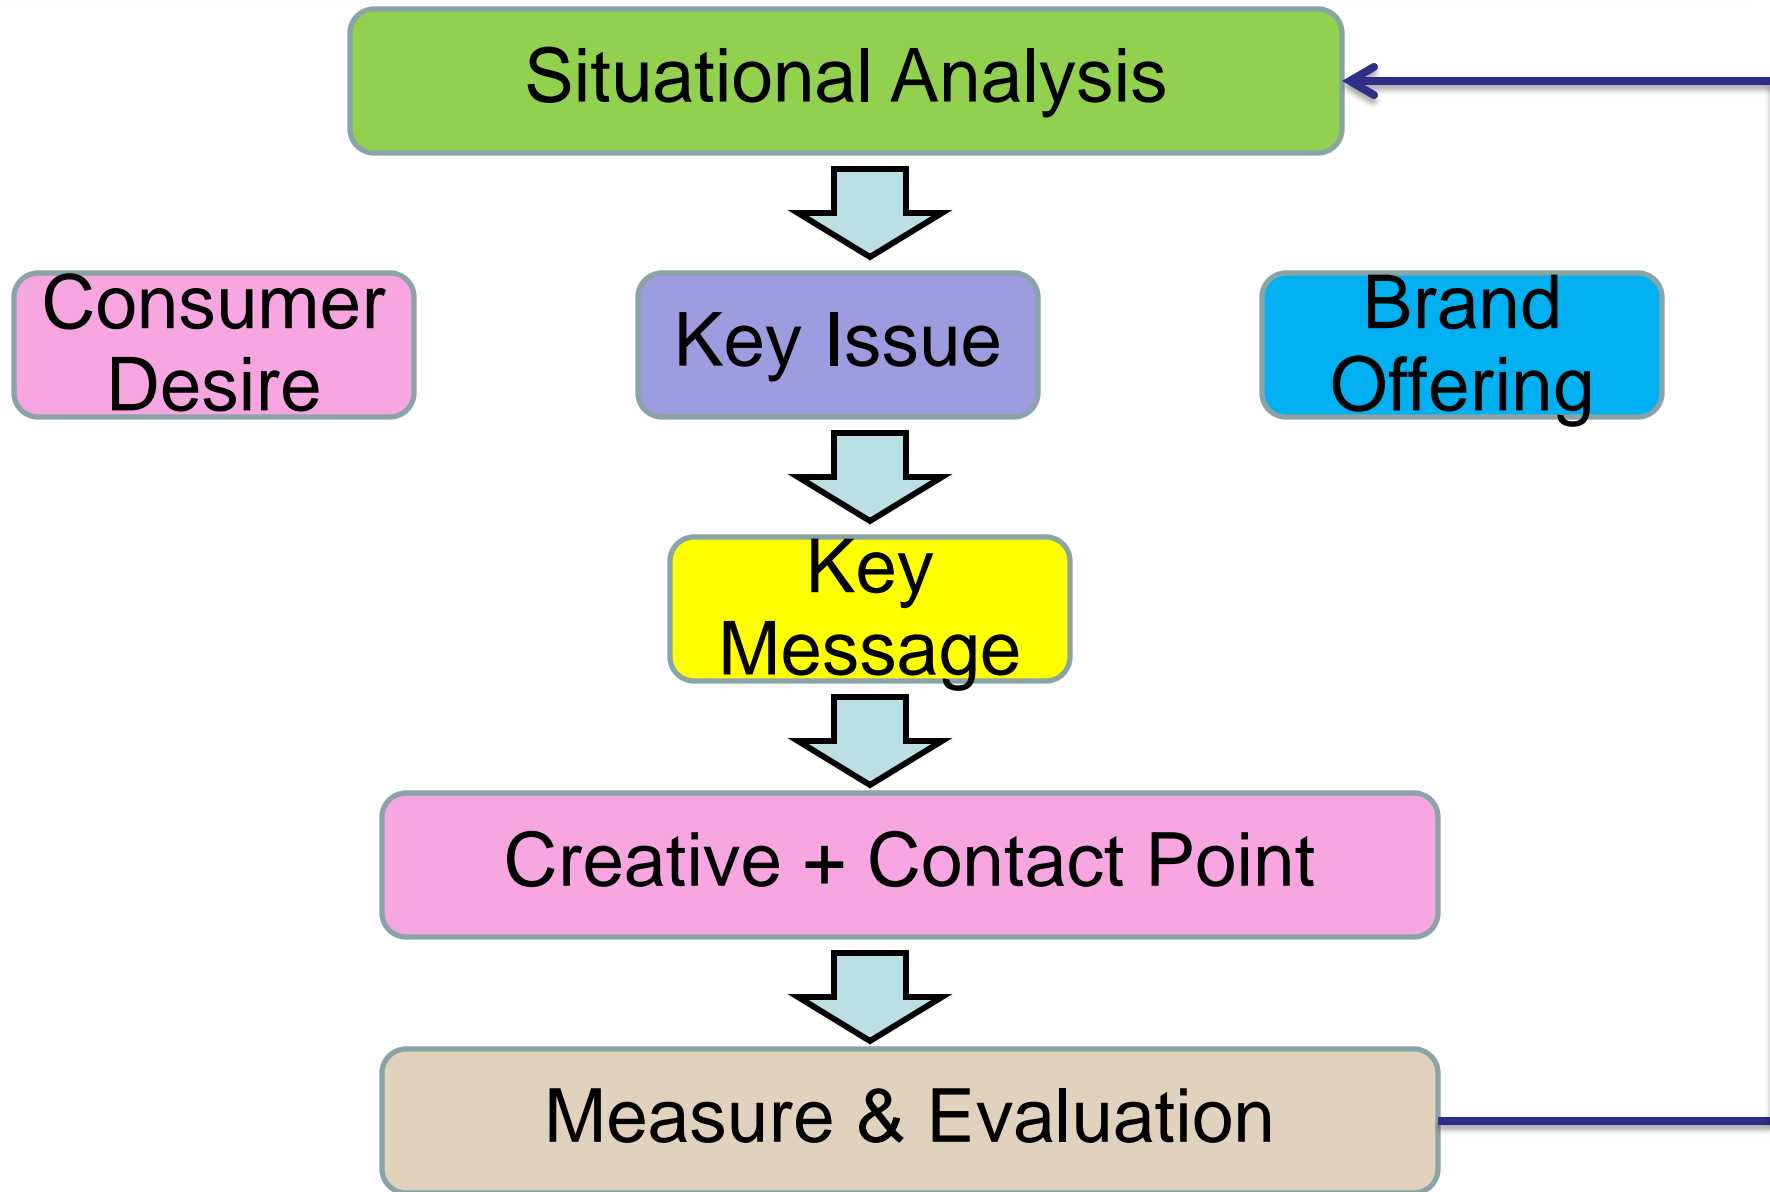 Situational Analysis
Consumer
Desire
Key Issue
Brand
Offering
Key
Message
Creative + Contact Point
Measure & Evaluation